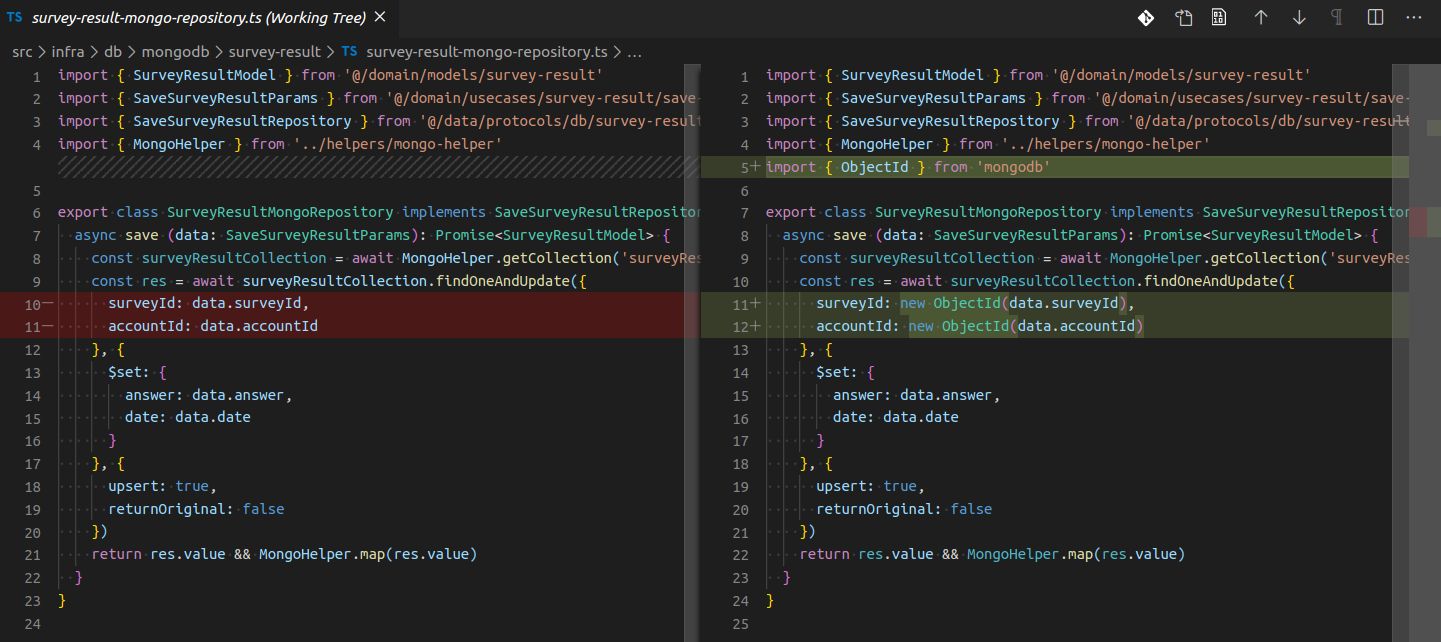 TS survey-result-mongo-repository.ts (Working Tree) ×
src > infra > db > mongodb > survey-result > TS survey-result-mongo-repository.ts > ...
1 import { SurveyResultModel } from '@/domain/models/survey-result'
2 import { SaveSurveyResultParams } from '@/domain/usecases/survey-result/save-
3 import { SaveSurveyResultRepository } from '@/data/protocols/db/survey-result
4 import { MongoHelper } from '../helpers/mongo-helper'
5
6 export class SurveyResultMongoRepository implements SaveSurveyResultRepositor
7 async save (data: SaveSurveyResultParams): Promise<SurveyResultModel> {
8 const surveyResultCollection = await MongoHelper.getCollection('surveyRes
9 const res = await surveyResultCollection.findOneAndUpdate({
10− surveyId: data.surveyId,
11− accountId: data.accountId
12 }, {
13 $set: {
14 answer: data.answer,
15 date: data.date
16 }
17 }, {
18 upsert: true,
19 returnOriginal: false
20 })
21 return res.value && MongoHelper.map(res.value)
22 }
23 }
24
1 import { SurveyResultModel } from '@/domain/models/survey-result'
2 import { SaveSurveyResultParams } from '@/domain/usecases/survey-result/save-
3 import { SaveSurveyResultRepository } from '@/data/protocols/db/survey-result
4 import { MongoHelper } from '../helpers/mongo-helper'
5+ import { ObjectId } from 'mongodb'
6
7 export class SurveyResultMongoRepository implements SaveSurveyResultRepositor
8 async save (data: SaveSurveyResultParams): Promise<SurveyResultModel> {
9 const surveyResultCollection = await MongoHelper.getCollection('surveyRes
10 const res = await surveyResultCollection.findOneAndUpdate({
11+ surveyId: new ObjectId(data.surveyId),
12+ accountId: new ObjectId(data.accountId)
13 }, {
14 $set: {
15 answer: data.answer,
16 date: data.date
17 }
18 }, {
19 upsert: true,
20 returnOriginal: false
21 })
22 return res.value && MongoHelper.map(res.value)
23 }
24 }
25